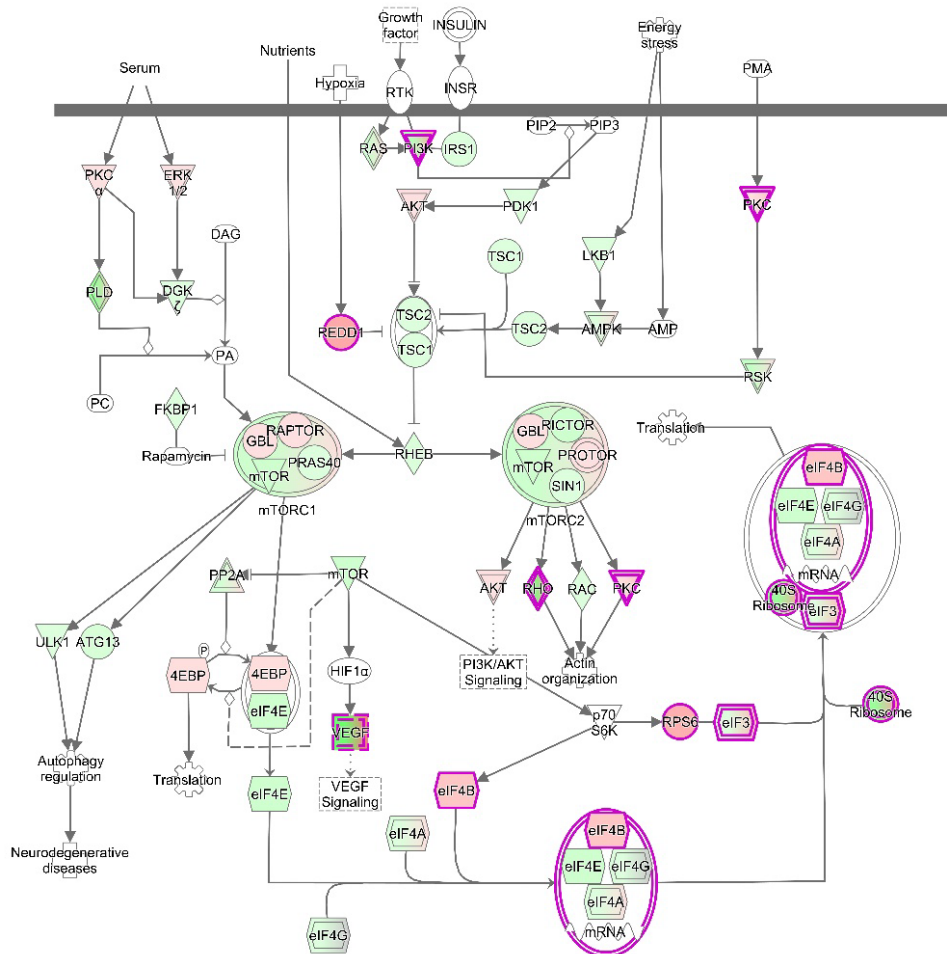 Growth
factor
INSULIN
Energy
stress
Nutrients
Serum
Hypoxia
RTK
INSR
PMA
PIP2
PIP3
RAS
PI3K
IRS1
PKC
α
ERK
1/2
AKT
PDK1
PKC
DAG
TSC1
LKB1
PLD
DGK
ζ
TSC2
REDD1
TSC2
AMPK
AMP
TSC1
PA
RSK
PC
FKBP1
RAPTOR
GBL
RICTOR
GBL
Translation
Rapamycin
PRAS40
RHEB
PROTOR
mTOR
mTOR
SIN1
eIF4B
mTORC1
mTORC2
eIF4E
eIF4G
eIF4A
mRNA
PP2A
mTOR
AKT
RHO
RAC
PKC
40S
Ribosome
eIF3
ULK1
ATG13
P
4EBP
4EBP
HIF1α
PI3K/AKT
Signaling
Actin
organization
eIF4E
p70
S6K
RPS6
eIF3
40S
Ribosome
VEGF
Autophagy
regulation
Translation
eIF4E
VEGF
Signaling
eIF4B
eIF4A
eIF4B
Neurodegenerative
diseases
eIF4E
eIF4G
eIF4A
eIF4G
mRNA